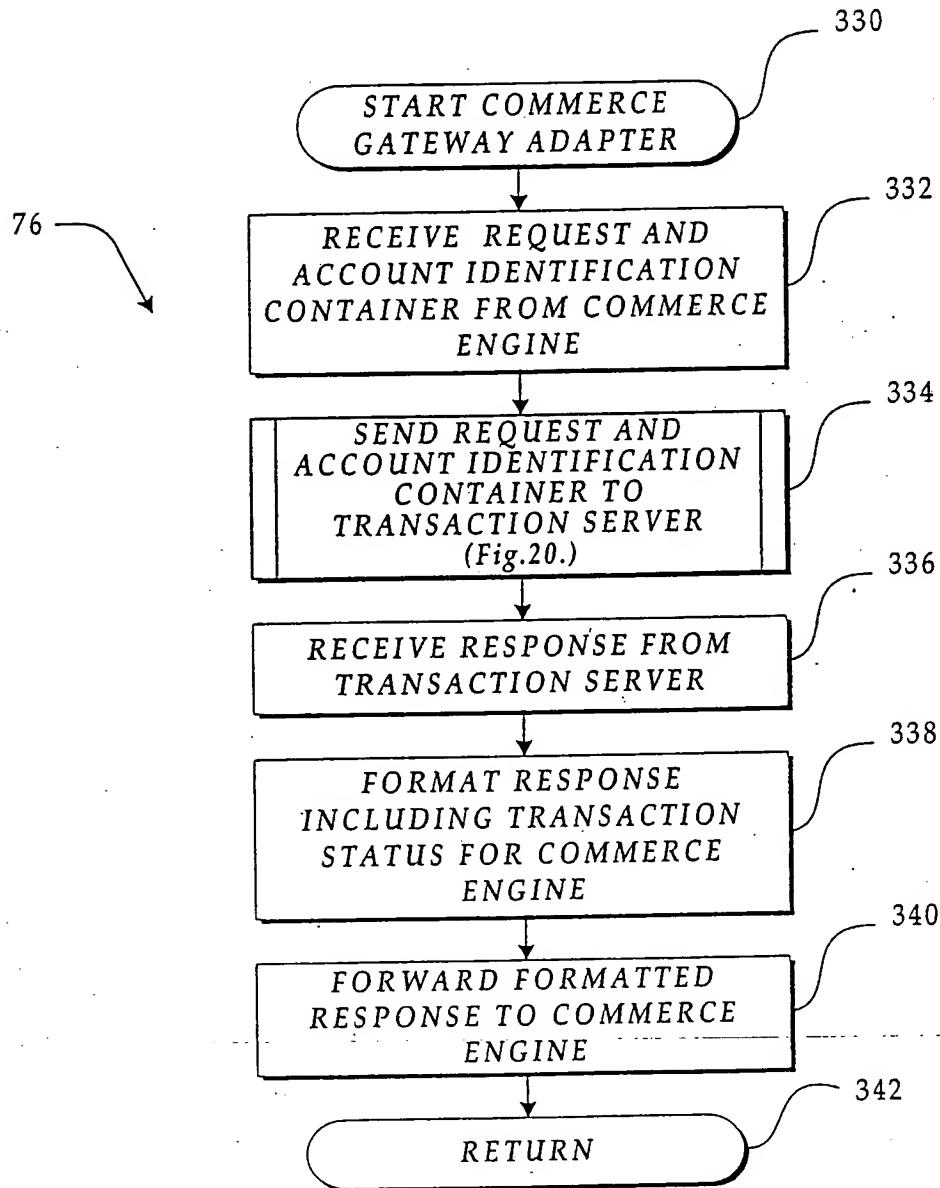 330
START COMMERCE
GATEWAY ADAPTER
332
76
RECEIVE REQUEST AND
ACCOUNT IDENTIFICATION
CONTAINER FROM COMMERCE
ENGINE
334
SEND REQUEST AND
ACCOUNT IDENTIFICATION
CONTAINER TO
TRANSACTION SERVER
(Fig.20.)
336
RECEIVE RESPONSE FROM
TRANSACTION SERVER
338
FORMAT RESPONSE
INCLUDING TRANSACTION
STATUS FOR COMMERCE
ENGINE
340
FORWARD FORMATTED
RESPONSE TO COMMERCE
ENGINE
342
RETURN